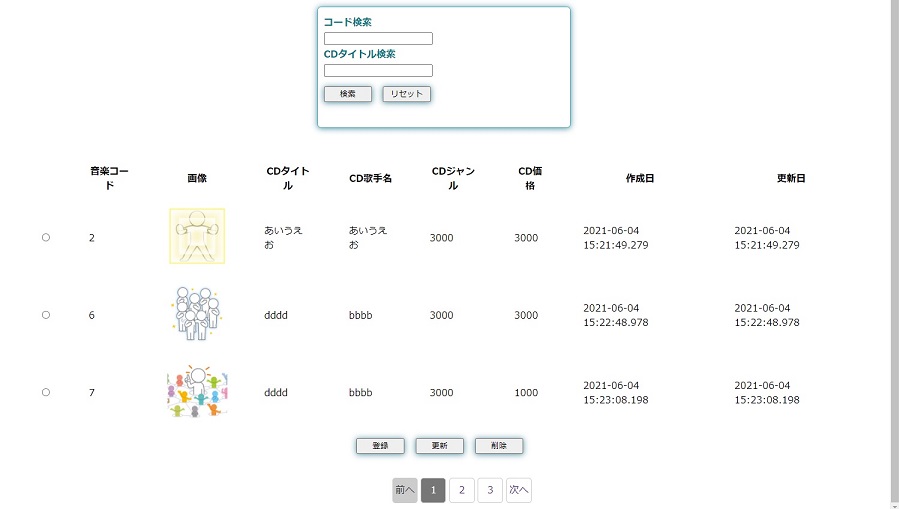 コード検索
CDタイトル検索
検索 リセット
音楽コード 画像 CDタイトル CD歌手名 CDジャンル CD価格 作成日 更新日
2 あいうえお あいうえお 3000 3000 2021-06-04 15:21:49.279 2021-06-04 15:21:49.279
6 dddd bbbb 3000 3000 2021-06-04 15:22:48.978 2021-06-04 15:22:48.978
7 dddd bbbb 3000 1000 2021-06-04 15:23:08.198 2021-06-04 15:23:08.198
登録 更新 削除
前へ 1 2 3 次へ